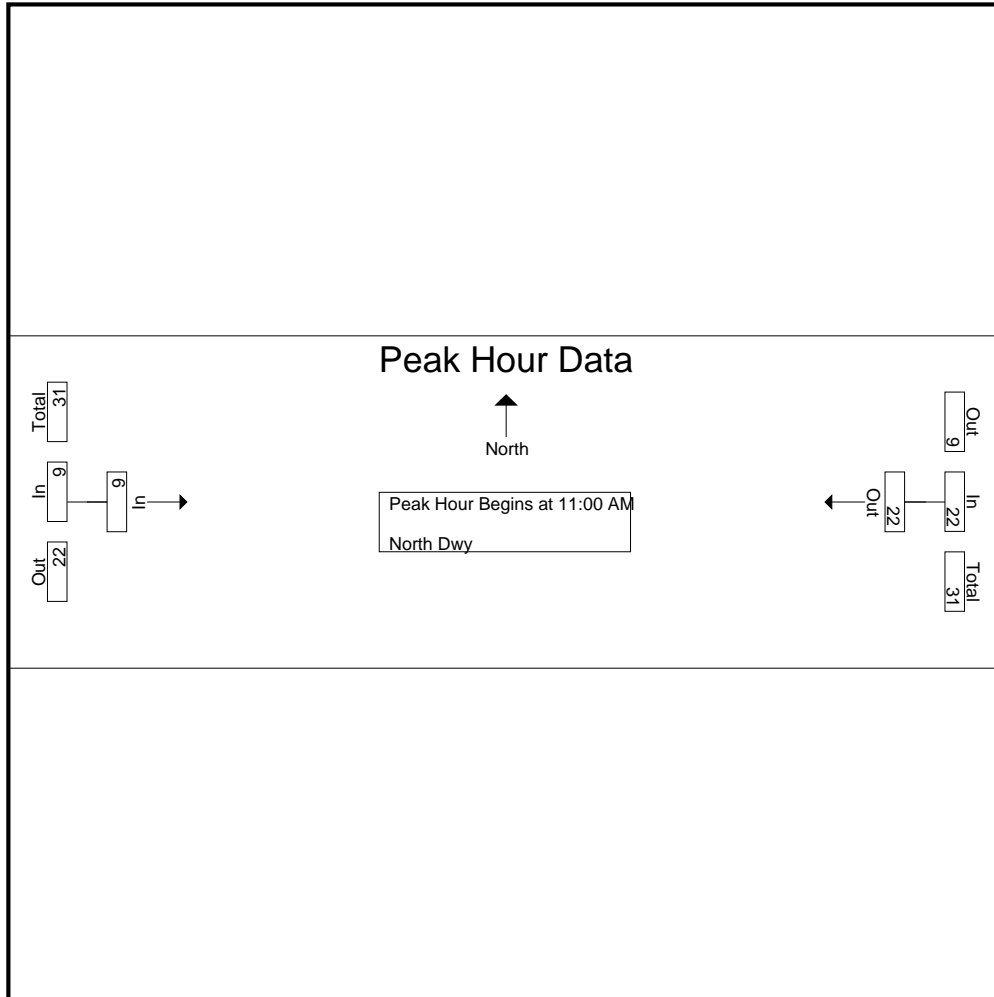 Peak Hour Data
North
Peak Hour Begins at 11:00 AM
North Dwy
Total
31
In
9
Out
22
9
In
Out
22
Out
9
In
22
Total
31